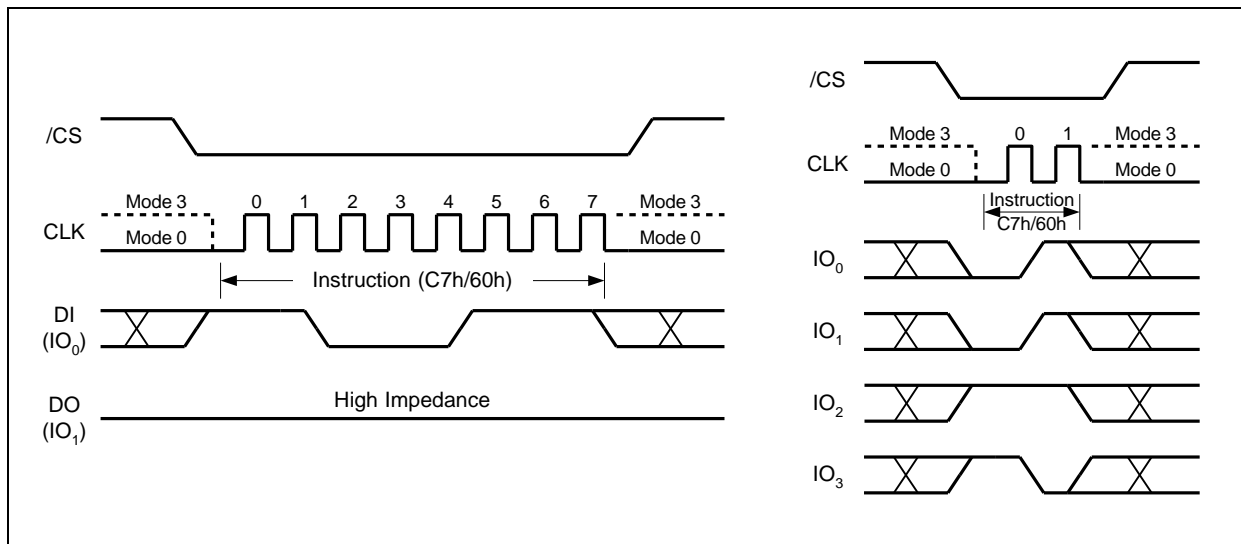 /CS
Mode 3
0 1 2 3 4 5 6 7
Mode 3
CLK
Mode 0
Mode 0
Instruction (C7h/60h)
DI
(IO0)
High Impedance
DO
(IO1)
/CS
Mode 3
0 1
Mode 3
CLK
Mode 0
Mode 0
Instruction
C7h/60h
IO0
IO1
IO2
IO3